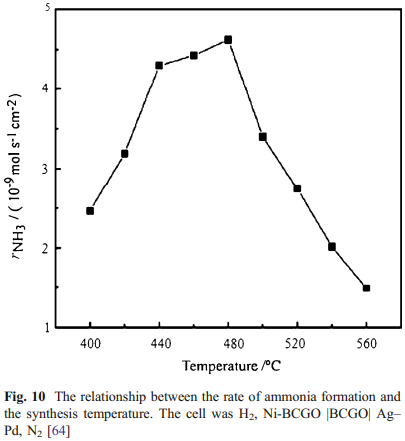 5
4
3
2
1
rNH3 / ( 10-9 mol s-1 cm-2)
400 440 480 520 560
Temperature /ºC
Fig. 10 The relationship between the rate of ammonia formation and
the synthesis temperature. The cell was H2, Ni-BCGO |BCGO| Ag–
Pd, N2 [64]